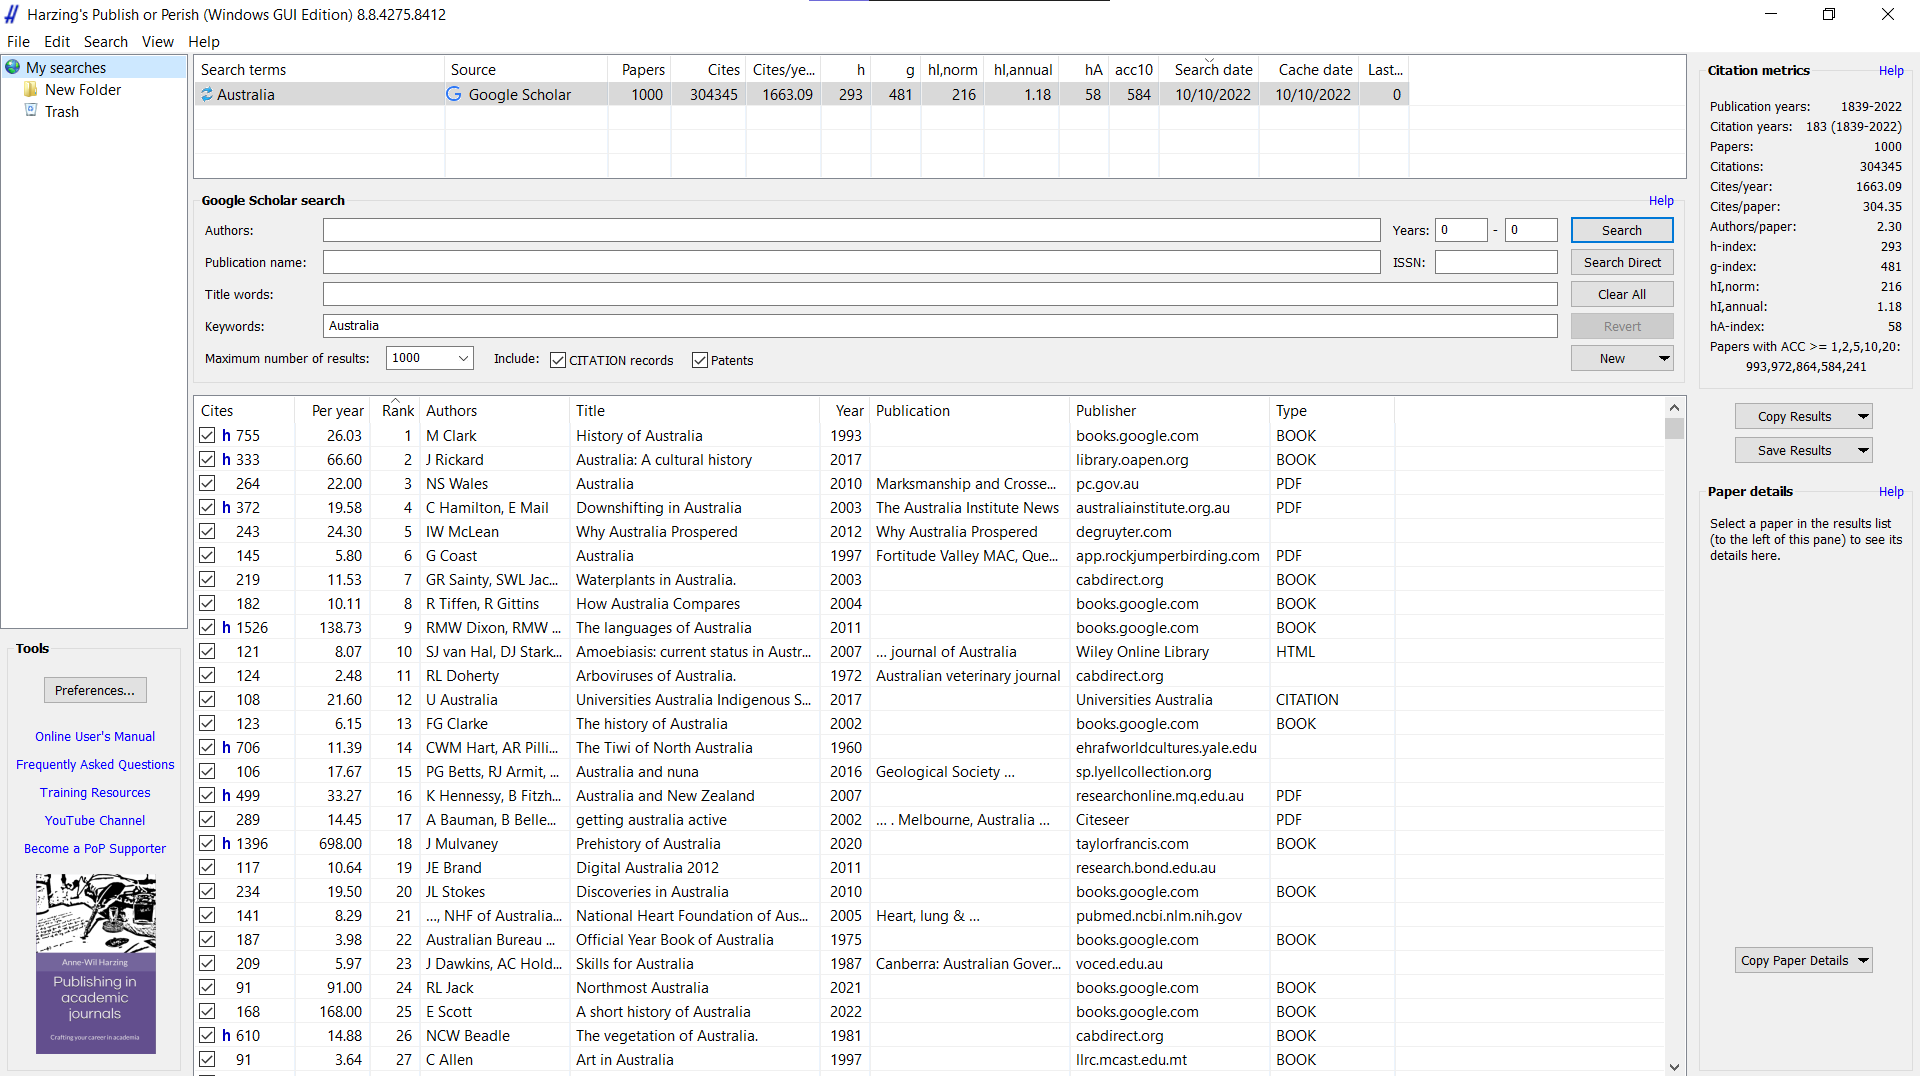 Harzing's Publish or Perish (Windows GUI Edition) 8.8.4275.8412
File Edit Search View Help
My searches
New Folder
Trash
Search terms Source Papers Cites Cites/ye... h g hI,norm hI,annual hA acc10 Search date Cache date Last...
Australia Google Scholar 1000 304345 1663.09 293 481 216 1.18 58 584 10/10/2022 10/10/2022 0
Google Scholar search Help
Authors: Years: 0 - 0 Search
Publication name: ISSN: Search Direct
Title words: Clear All
Keywords: Australia Revert
Maximum number of results: 1000 Include: CITATION records Patents New
Cites Per year Rank Authors Title Year Publication Publisher Type
h 755 26.03 1 M Clark History of Australia 1993 books.google.com BOOK
h 333 66.60 2 J Rickard Australia: A cultural history 2017 library.oapen.org BOOK
264 22.00 3 NS Wales Australia 2010 Marksmanship and Crosse... pc.gov.au PDF
h 372 19.58 4 C Hamilton, E Mail Downshifting in Australia 2003 The Australia Institute News australiainstitute.org.au PDF
243 24.30 5 IW McLean Why Australia Prospered 2012 Why Australia Prospered degruyter.com
145 5.80 6 G Coast Australia 1997 Fortitude Valley MAC, Que... app.rockjumperbirding.com PDF
219 11.53 7 GR Sainty, SWL Jac... Waterplants in Australia. 2003 cabdirect.org BOOK
182 10.11 8 R Tiffen, R Gittins How Australia Compares 2004 books.google.com BOOK
h 1526 138.73 9 RMW Dixon, RMW ... The languages of Australia 2011 books.google.com BOOK
121 8.07 10 SJ van Hal, DJ Stark... Amoebiasis: current status in Austr... 2007 ... journal of Australia Wiley Online Library HTML
124 2.48 11 RL Doherty Arboviruses of Australia. 1972 Australian veterinary journal cabdirect.org
108 21.60 12 U Australia Universities Australia Indigenous S... 2017 Universities Australia CITATION
123 6.15 13 FG Clarke The history of Australia 2002 books.google.com BOOK
h 706 11.39 14 CWM Hart, AR Pilli... The Tiwi of North Australia 1960 ehrafworldcultures.yale.edu
106 17.67 15 PG Betts, RJ Armit, ... Australia and nuna 2016 Geological Society ... sp.lyellcollection.org
h 499 33.27 16 K Hennessy, B Fitzh... Australia and New Zealand 2007 researchonline.mq.edu.au PDF
289 14.45 17 A Bauman, B Belle... getting australia active 2002 ... . Melbourne, Australia ... Citeseer PDF
h 1396 698.00 18 J Mulvaney Prehistory of Australia 2020 taylorfrancis.com BOOK
117 10.64 19 JE Brand Digital Australia 2012 2011 research.bond.edu.au
234 19.50 20 JL Stokes Discoveries in Australia 2010 books.google.com BOOK
141 8.29 21 ..., NHF of Australia... National Heart Foundation of Aus... 2005 Heart, lung & ... pubmed.ncbi.nlm.nih.gov
187 3.98 22 Australian Bureau ... Official Year Book of Australia 1975 books.google.com BOOK
209 5.97 23 J Dawkins, AC Hold... Skills for Australia 1987 Canberra: Australian Gover... voced.edu.au
91 91.00 24 RL Jack Northmost Australia 2021 books.google.com BOOK
168 168.00 25 E Scott A short history of Australia 2022 books.google.com BOOK
h 610 14.88 26 NCW Beadle The vegetation of Australia. 1981 cabdirect.org BOOK
91 3.64 27 C Allen Art in Australia 1997 llrc.mcast.edu.mt BOOK
Tools
Preferences...
Online User's Manual
Frequently Asked Questions
Training Resources
YouTube Channel
Become a PoP Supporter
Anne-Wil Harzing
Publishing in
academic
journals
Crafting your career in academia
Citation metrics Help
Publication years: 1839-2022
Citation years: 183 (1839-2022)
Papers: 1000
Citations: 304345
Cites/year: 1663.09
Cites/paper: 304.35
Authors/paper: 2.30
h-index: 293
g-index: 481
hI,norm: 216
hI,annual: 1.18
hA-index: 58
Papers with ACC >= 1,2,5,10,20:
993,972,864,584,241
Copy Results
Save Results
Paper details Help
Select a paper in the results list
(to the left of this pane) to see its
details here.
Copy Paper Details